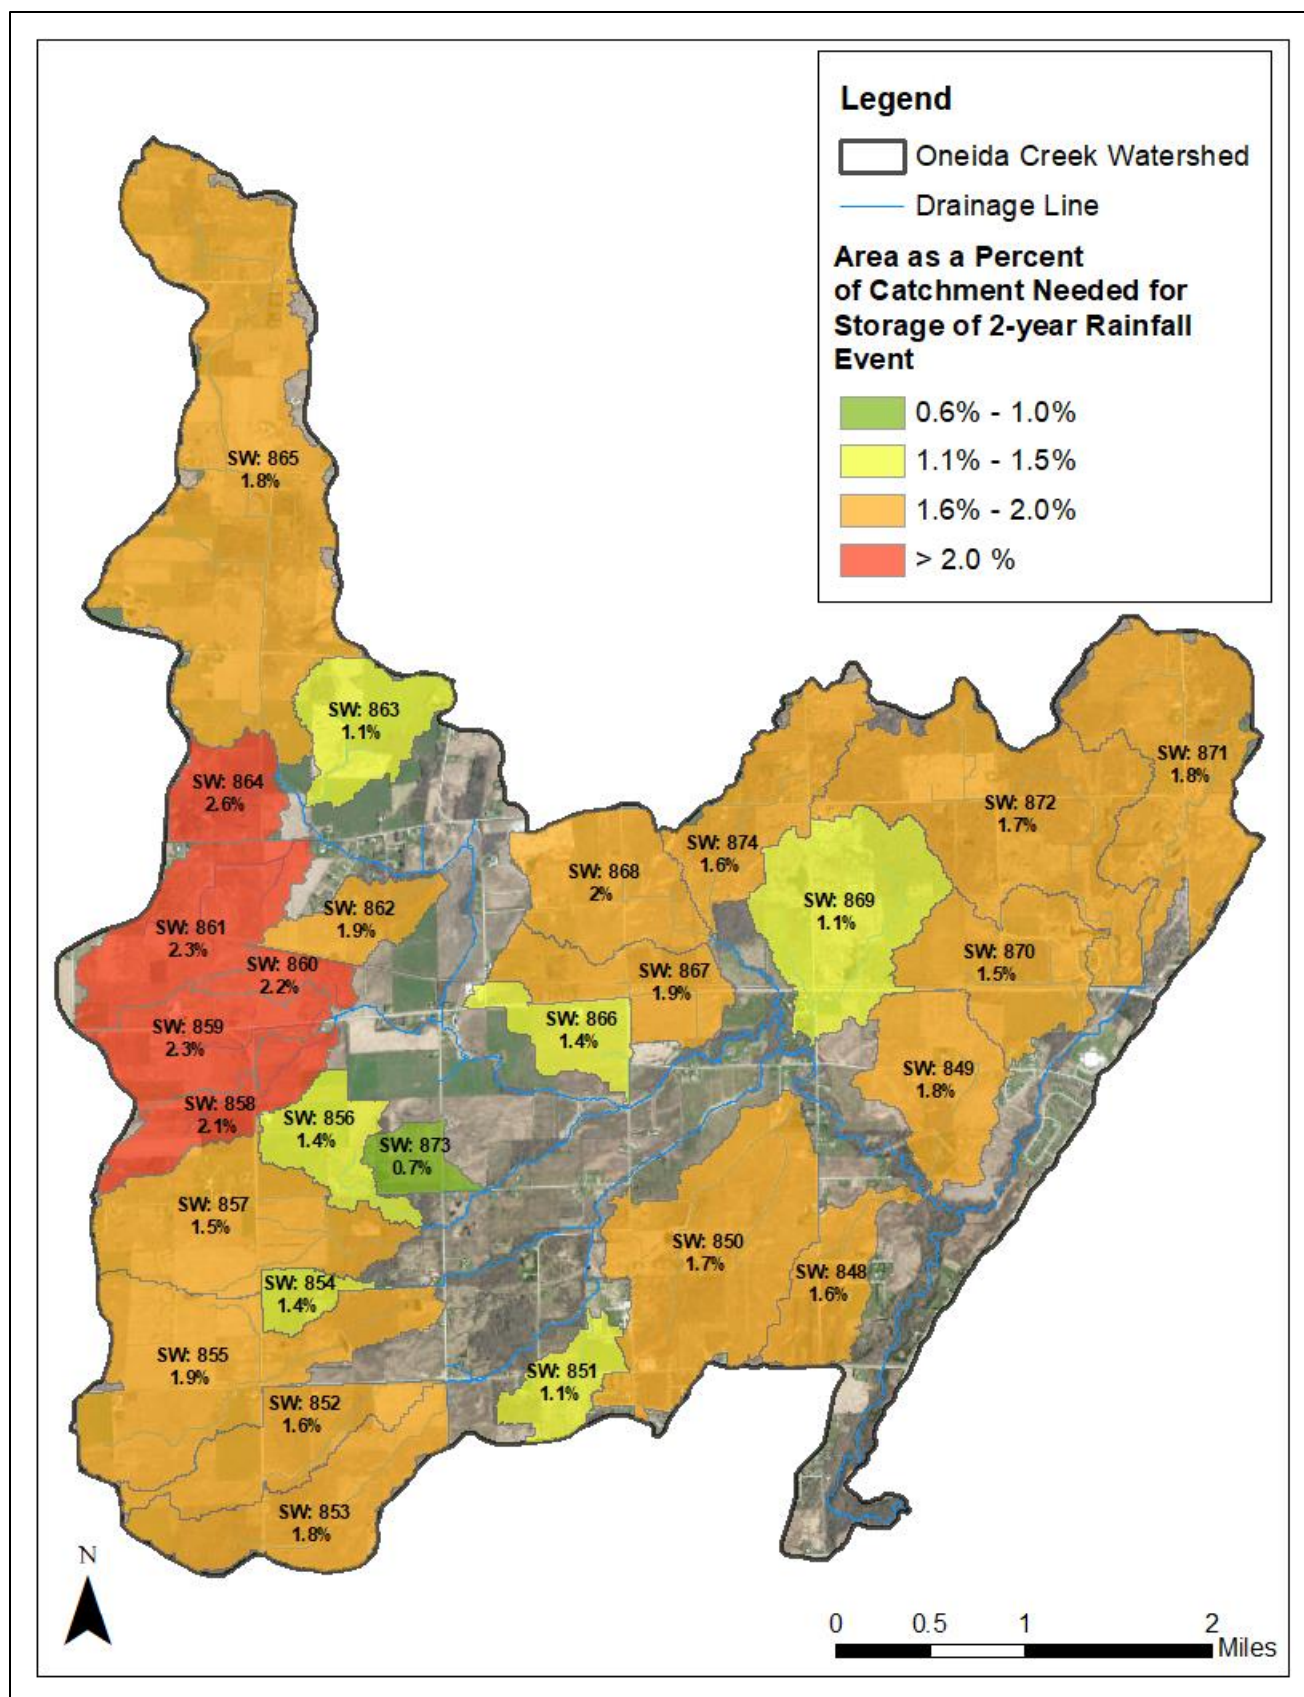 Legend
Oneida Creek Watershed
Drainage Line
Area as a Percent
of Catchment Needed for
Storage of 2-year Rainfall
Event
0.6% - 1.0%
1.1% - 1.5%
1.6% - 2.0%
> 2.0 %
SW: 865
1.8%
SW: 863
1.1%
SW: 864
2.6%
SW: 871
1.8%
SW: 872
1.7%
SW: 874
1.6%
SW: 868
2%
SW: 869
1.1%
SW: 862
1.9%
SW: 861
2.3%
SW: 860
2.2%
SW: 867
1.9%
SW: 870
1.5%
SW: 859
2.3%
SW: 866
1.4%
SW: 849
1.8%
SW: 858
2.1%
SW: 856
1.4%
SW: 873
0.7%
SW: 857
1.5%
SW: 850
1.7%
SW: 848
1.6%
SW: 854
1.4%
SW: 855
1.9%
SW: 851
1.1%
SW: 852
1.6%
SW: 853
1.8%
N
0 0.5 1 2
Miles